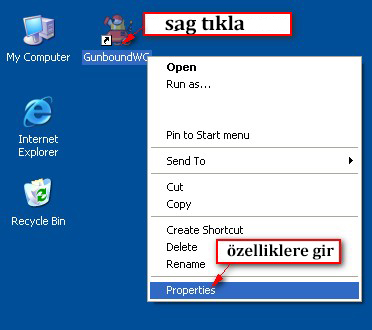 sag tıkla
My Computer
GunboundWC
Open
Run as...
Internet
Explorer
Pin to Start menu
Send To
Cut
Copy
Recycle Bin
Create Shortcut
Delete
Rename
özelliklere gir
Properties